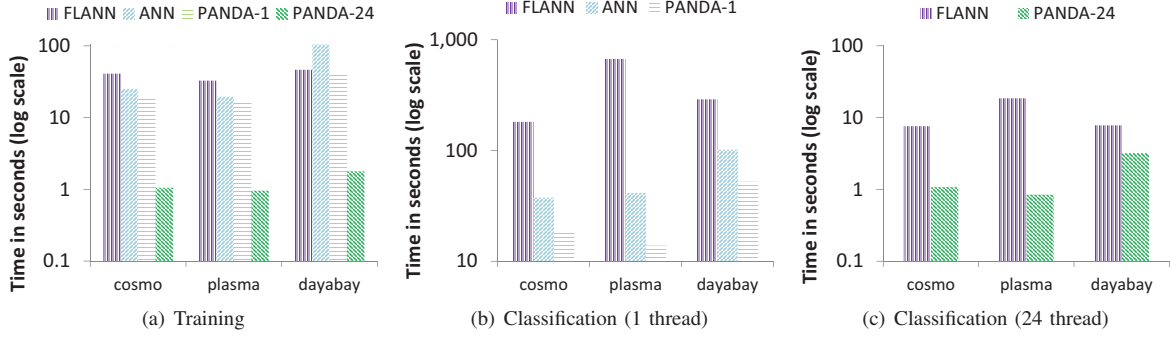 FLANN ANN PANDA-1 PANDA-24
Time in seconds (log scale)
100
10
1
0.1
cosmo plasma dayabay
(a) Training
FLANN ANN PANDA-1
Time in seconds (log scale)
1,000
100
10
cosmo plasma dayabay
(b) Classification (1 thread)
FLANN PANDA-24
Time in seconds (log scale)
100
10
1
0.1
cosmo plasma dayabay
(c) Classification (24 thread)